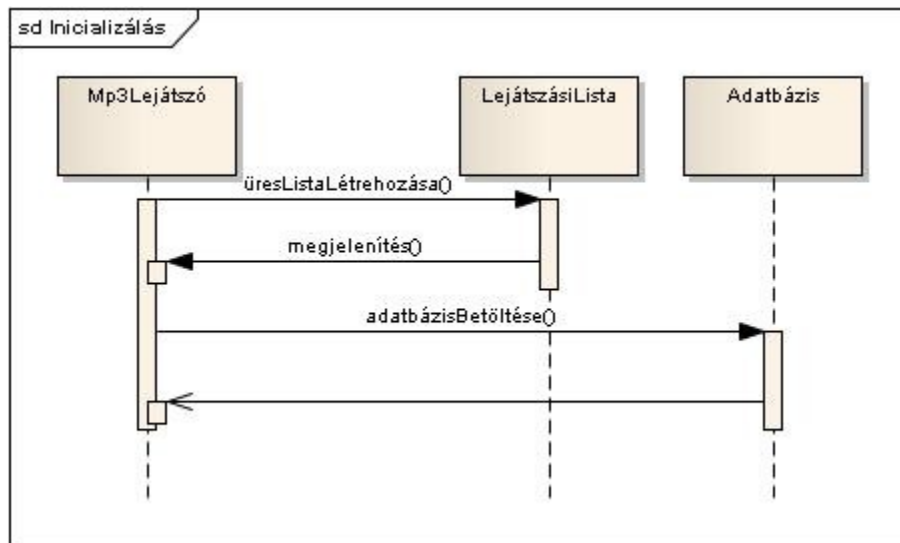 sd Inicializálás
Mp3Lejátszó
LejátszásiLista
Adatbázis
üresListaLétrehozása()
megjelenítés()
adatbázisBetöltése()